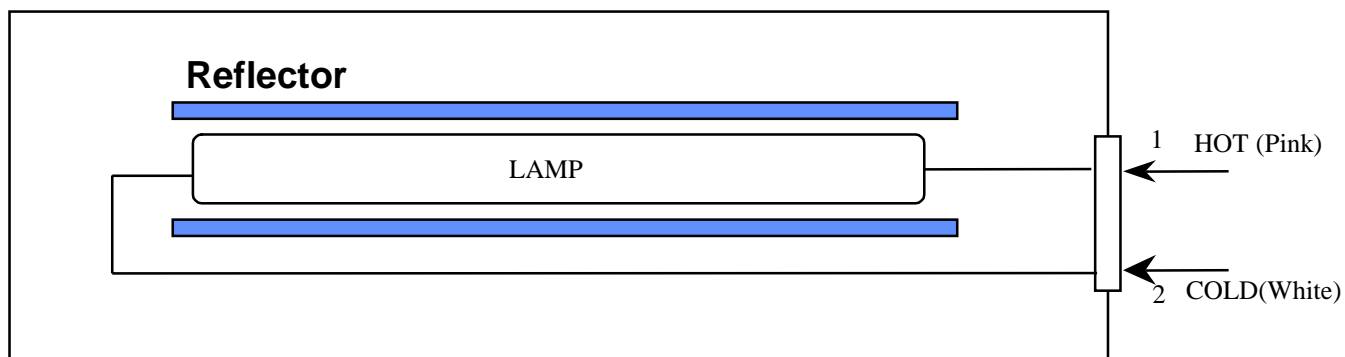 Reflector
LAMP
1
HOT (Pink)
2
COLD(White)